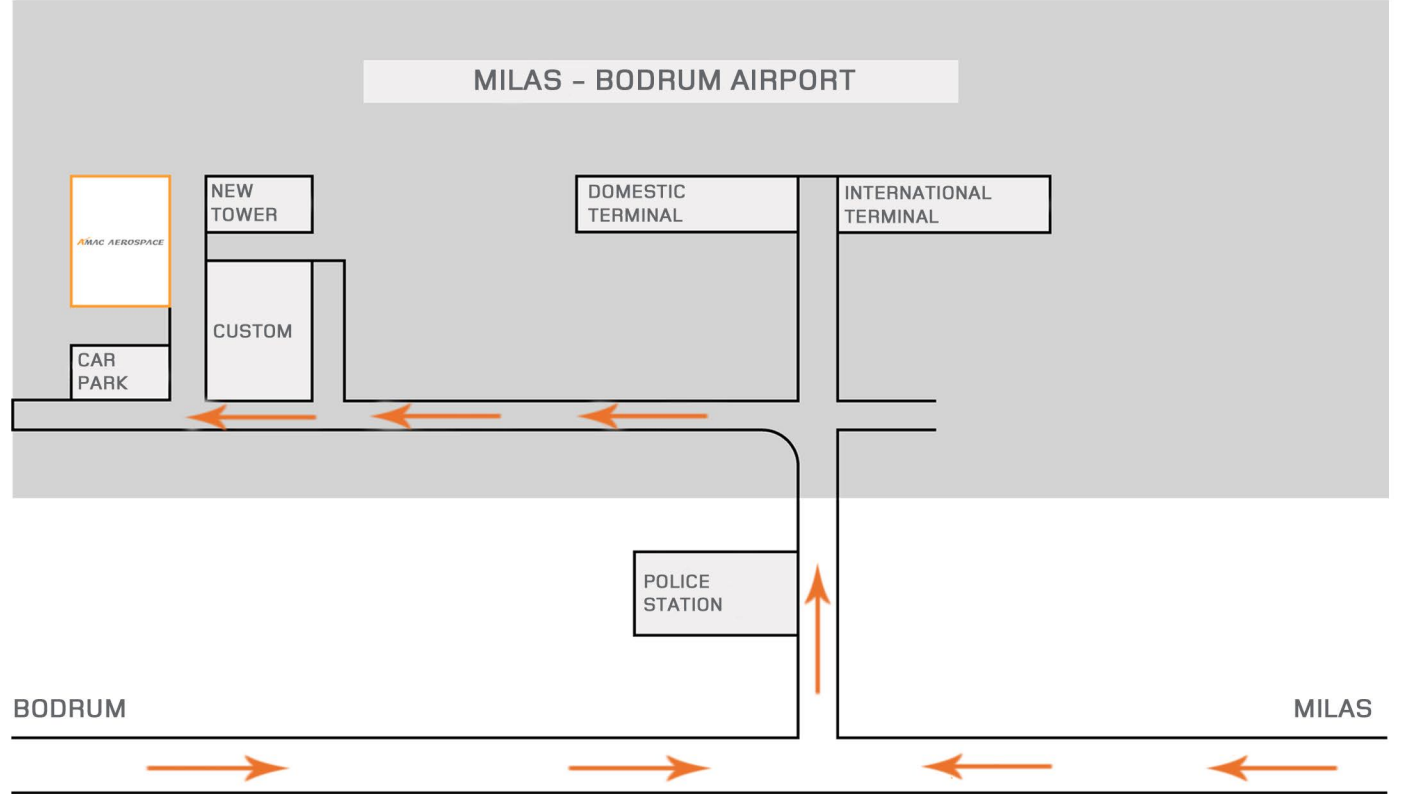 MILAS – BODRUM AIRPORT
NEW
TOWER
DOMESTIC
TERMINAL
INTERNATIONAL
TERMINAL
AMAC AEROSPACE
CUSTOM
CAR
PARK
POLICE
STATION
BODRUM
MILAS